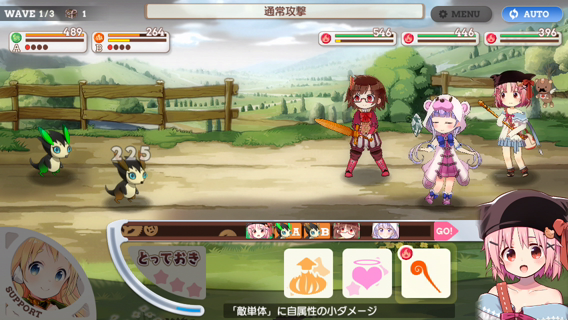 WAVE 1/3 1
通常攻撃
MENU
AUTO
489
264
546
446
396
A
B
225
A
B
GO!
とっておき
SUPPORT
「敵単体」に自属性の小ダメージ